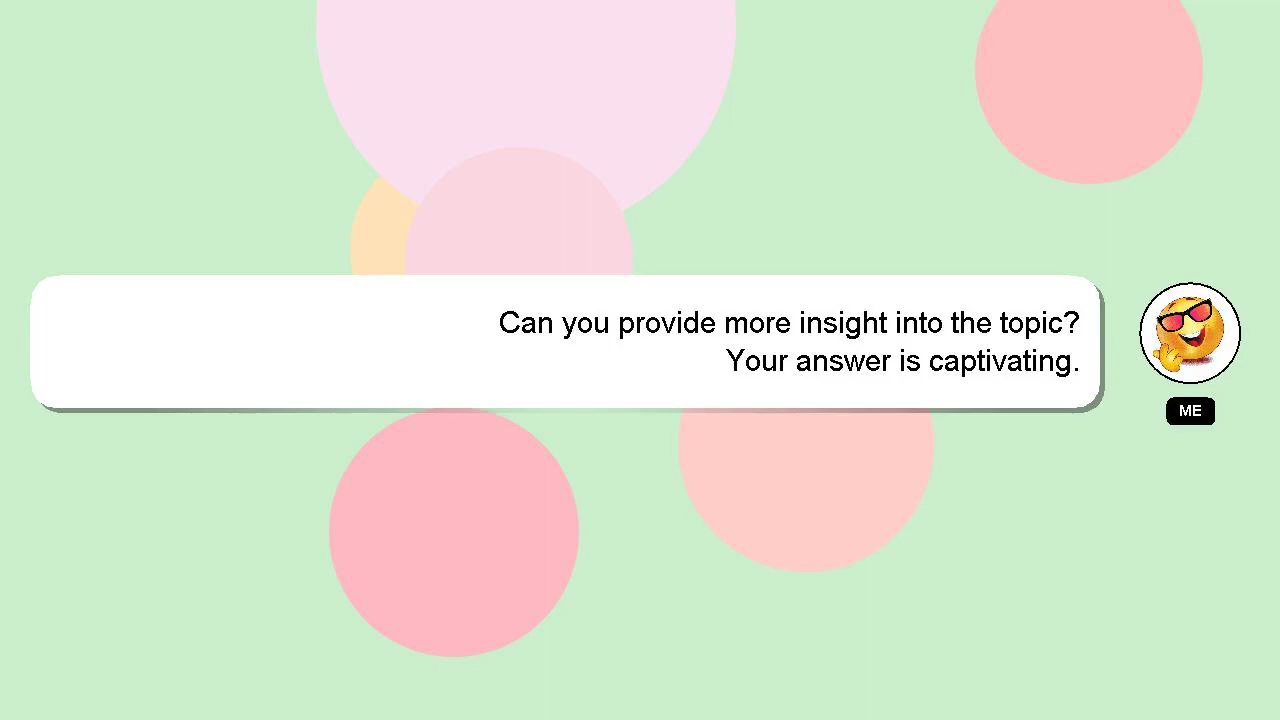 Can you provide more insight into the topic?
Your answer is captivating.
ME